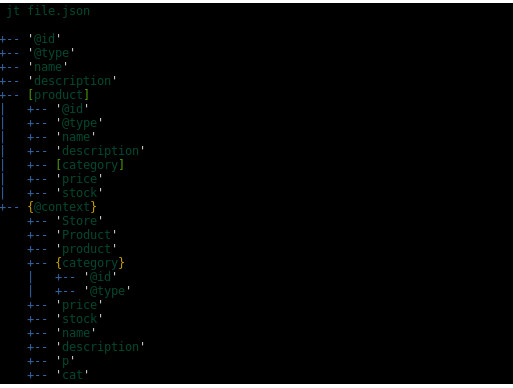 jt file.json
+-- '@id'
+-- '@type'
+-- 'name'
+-- 'description'
+-- [product]
|   +-- '@id'
|   +-- '@type'
|   +-- 'name'
|   +-- 'description'
|   +-- [category]
|   +-- 'price'
|   +-- 'stock'
+-- {@context}
    +-- 'Store'
    +-- 'Product'
    +-- 'product'
    +-- {category}
    |   +-- '@id'
    |   +-- '@type'
    +-- 'price'
    +-- 'stock'
    +-- 'name'
    +-- 'description'
    +-- 'p'
    +-- 'cat'